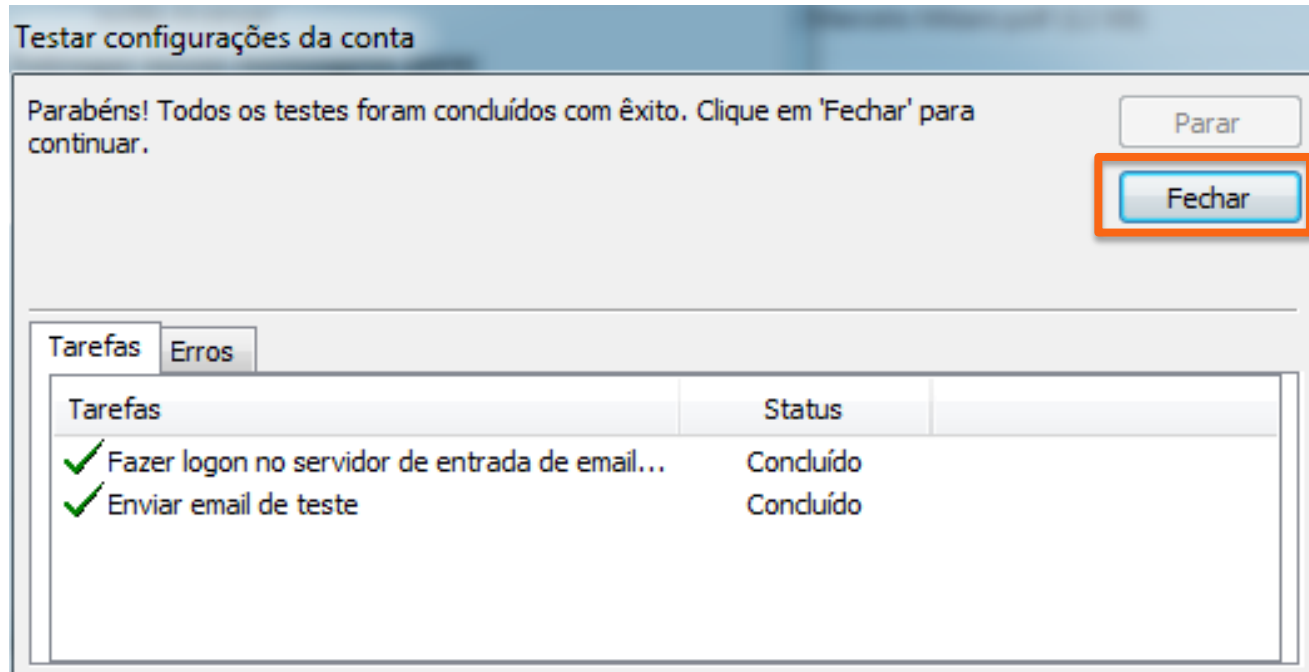 Testar configurações da conta
Parabéns! Todos os testes foram concluídos com êxito. Clique em 'Fechar' para
continuar.
Parar
Fechar
Tarefas Erros
Tarefas Status
Fazer logon no servidor de entrada de email... Concluído
Enviar email de teste Concluído